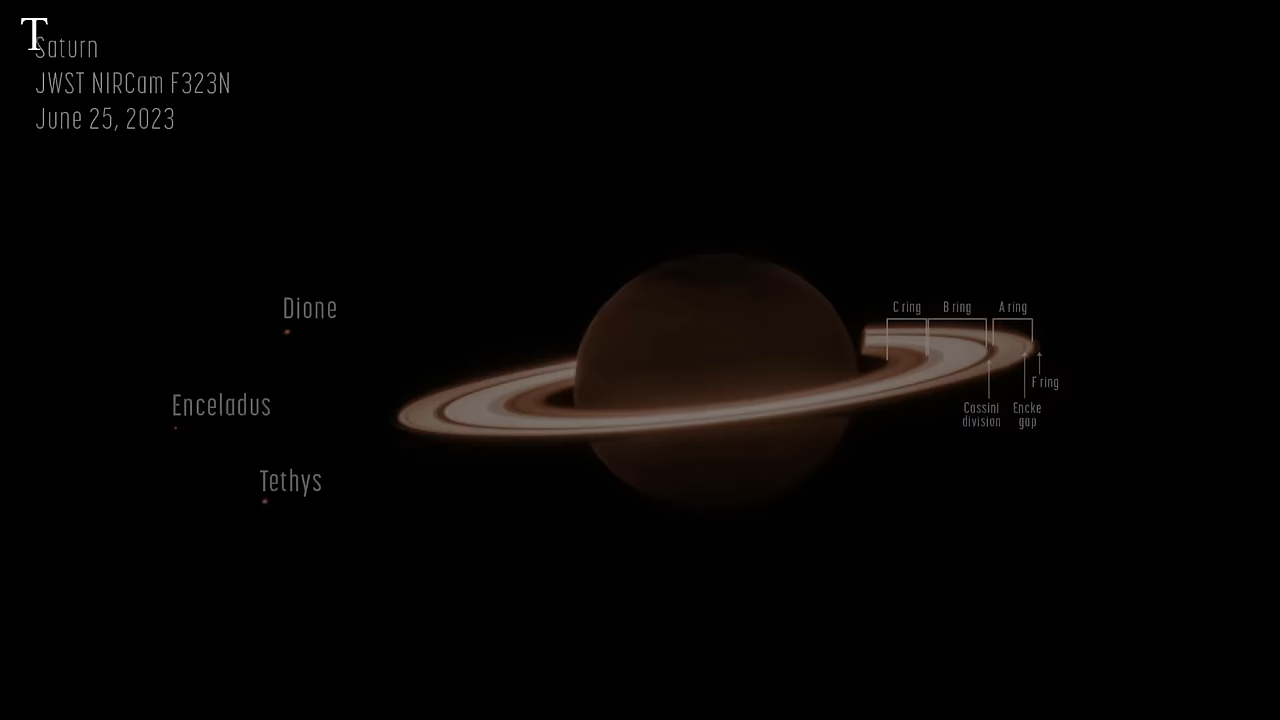 T
Saturn
JWST NIRCam F323N
June 25, 2023
Dione
Enceladus
Tethys
C ring
B ring
A ring
F ring
Cassini
division
Encke
gap